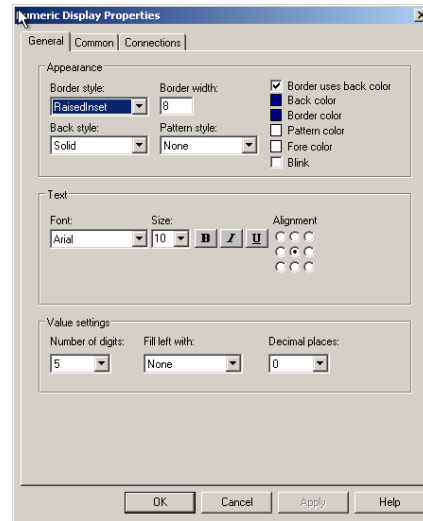 Numeric Display Properties
General Common Connections
Appearance
Border style: Border width: Border uses back color
RaisedInset 8 Back color
Border color
Back style: Pattern style: Pattern color
Solid None Fore color
Blink
Text
Font: Size: Alignment
Arial 10 B I U
Value settings
Number of digits: Fill left with: Decimal places:
5 None 0
OK Cancel Apply Help